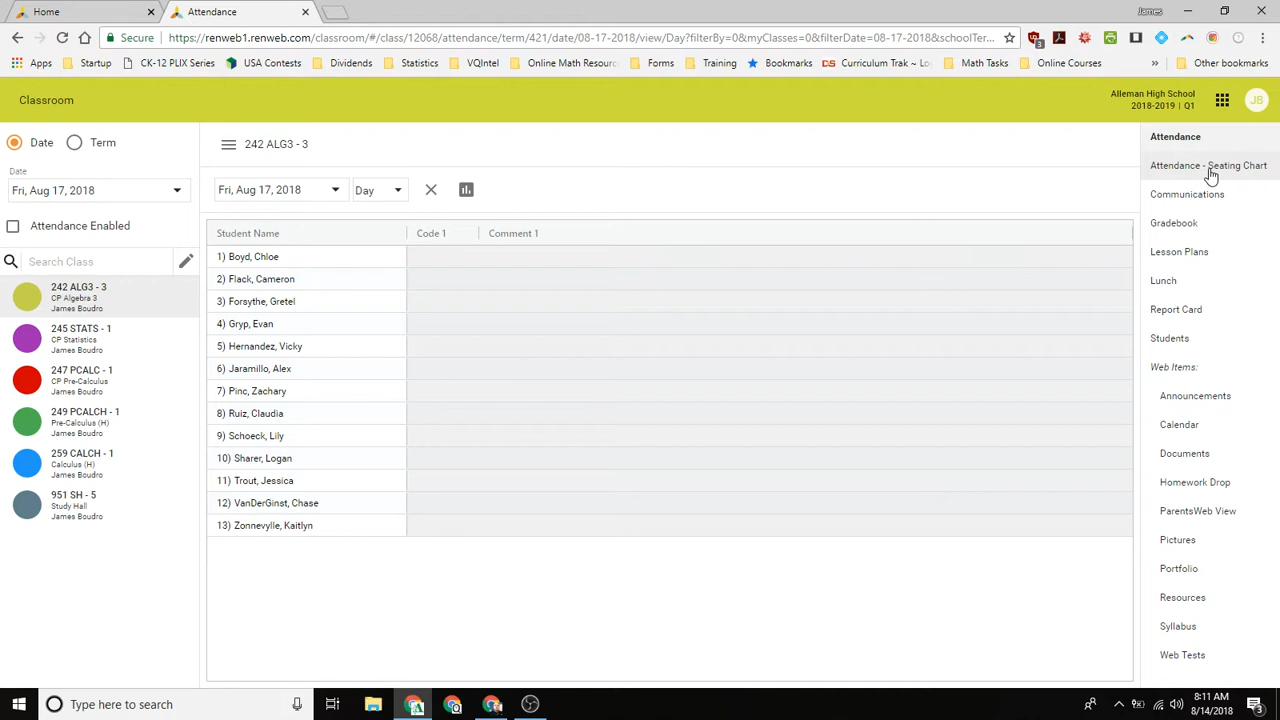 Home
Attendance
James
Secure
https://renweb1.renweb.com/classroom/#/class/12068/attendance/term/421/date/08-17-2018/view/Day?filterBy=0&myClasses=0&filterDate=08-17-2018&schoolTer...
3
Apps
Startup
CK-12 PLIX Series
USA Contests
Dividends
Statistics
VQIntel
Online Math Resourc
Forms
Training
Bookmarks
Curriculum Trak ~ Lo
Math Tasks
Online Courses
»
Other bookmarks
Classroom
Alleman High School
2018-2019 | Q1
JB
Date
Term
Date
Fri, Aug 17, 2018
Attendance Enabled
Search Class
242 ALG3 - 3
CP Algebra 3
James Boudro
245 STATS - 1
CP Statistics
James Boudro
247 PCALC - 1
CP Pre-Calculus
James Boudro
249 PCALCH - 1
Pre-Calculus (H)
James Boudro
259 CALCH - 1
Calculus (H)
James Boudro
951 SH - 5
Study Hall
James Boudro
242 ALG3 - 3
Fri, Aug 17, 2018
Day
Student Name
Code 1
Comment 1
1) Boyd, Chloe
2) Flack, Cameron
3) Forsythe, Gretel
4) Gryp, Evan
5) Hernandez, Vicky
6) Jaramillo, Alex
7) Pinc, Zachary
8) Ruiz, Claudia
9) Schoeck, Lily
10) Sharer, Logan
11) Trout, Jessica
12) VanDerGinst, Chase
13) Zonnevylle, Kaitlyn
Attendance
Attendance - Seating Chart
Communications
Gradebook
Lesson Plans
Lunch
Report Card
Students
Web Items:
Announcements
Calendar
Documents
Homework Drop
ParentsWeb View
Pictures
Portfolio
Resources
Syllabus
Web Tests
Type here to search
8:11 AM
8/14/2018
3